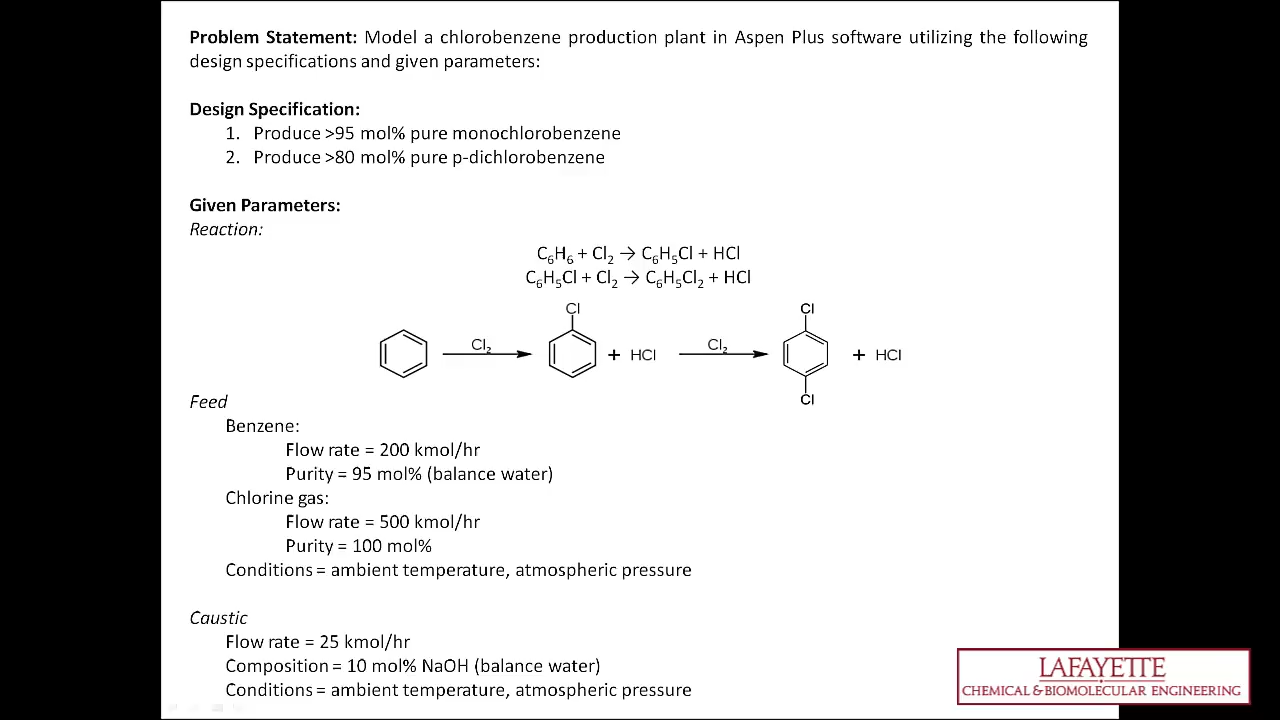 Problem Statement: Model a chlorobenzene production plant in Aspen Plus software utilizing the following
design specifications and given parameters:
Design Specification:
1. Produce >95 mol% pure monochlorobenzene
2. Produce >80 mol% pure p-dichlorobenzene
Given Parameters:
Reaction:
C₆H₆ + Cl₂ → C₆H₅Cl + HCl
C₆H₅Cl + Cl₂ → C₆H₅Cl₂ + HCl
Cl Cl
Cl₂ + HCl Cl₂ + HCl
Cl
Feed
Benzene:
Flow rate = 200 kmol/hr
Purity = 95 mol% (balance water)
Chlorine gas:
Flow rate = 500 kmol/hr
Purity = 100 mol%
Conditions = ambient temperature, atmospheric pressure
Caustic
Flow rate = 25 kmol/hr
Composition = 10 mol% NaOH (balance water)
Conditions = ambient temperature, atmospheric pressure
LAFAYETTE
CHEMICAL & BIOMOLECULAR ENGINEERING